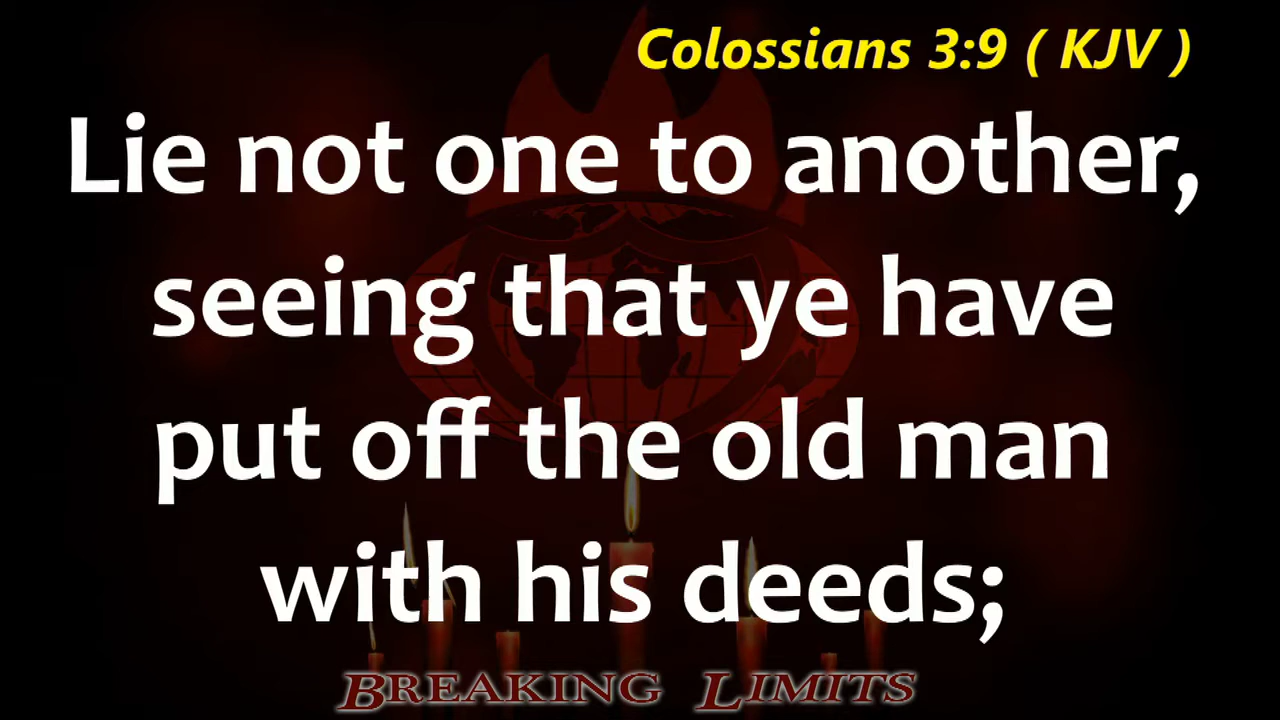 Colossians 3:9 ( KJV )
Lie not one to another,
seeing that ye have
put off the old man
with his deeds;
BREAKING LIMITS